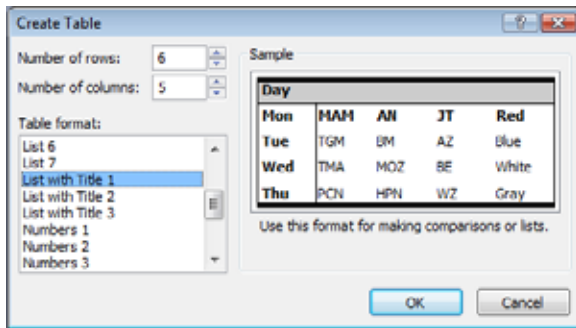 Create Table
Number of rows: 6
Number of columns: 5
Table format:
List 6
List 7
List with Title 1
List with Title 2
List with Title 3
Numbers 1
Numbers 2
Numbers 3
Sample
Day
Mon MAM AN JT Red
Tue TGM BM AZ Blue
Wed TMA MOZ BE White
Thu PCN HPN WZ Gray
Use this format for making comparisons or lists.
OK Cancel